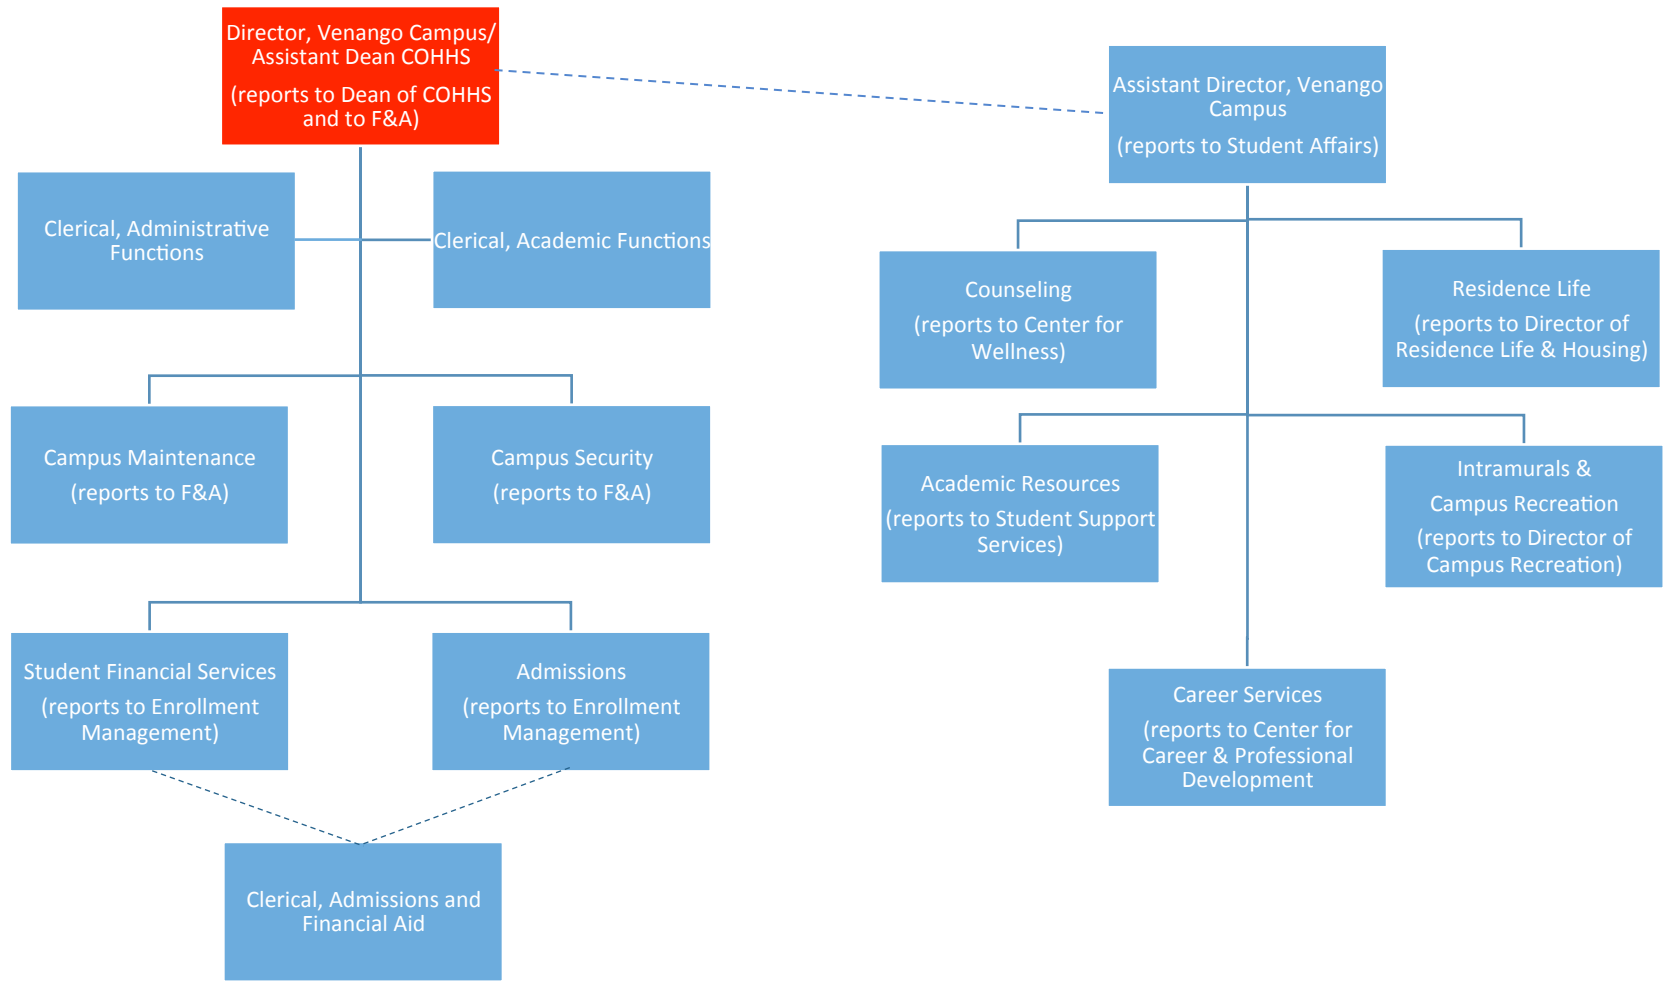 Director, Venango Campus/
Assistant Dean COHHS
(reports to Dean of COHHS
and to F&A)
Assistant Director, Venango
Campus
(reports to Student Affairs)
Clerical, Administrative
Functions
Clerical, Academic Functions
Counseling
(reports to Center for
Wellness)
Residence Life
(reports to Director of
Residence Life & Housing)
Campus Maintenance
(reports to F&A)
Campus Security
(reports to F&A)
Academic Resources
(reports to Student Support
Services)
Intramurals &
Campus Recreation
(reports to Director of
Campus Recreation)
Student Financial Services
(reports to Enrollment
Management)
Admissions
(reports to Enrollment
Management)
Career Services
(reports to Center for
Career & Professional
Development
Clerical, Admissions and
Financial Aid